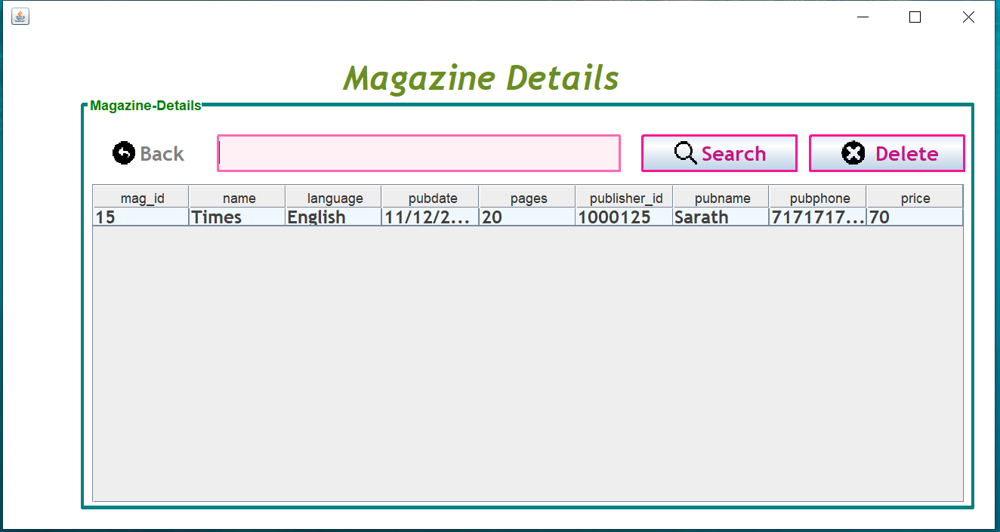 Magazine Details
Magazine-Details
Back Search Delete
mag_id name language pubdate pages publisher_id pubname pubphone price
15 Times English 11/12/2... 20 1000125 Sarath 7171717... 70